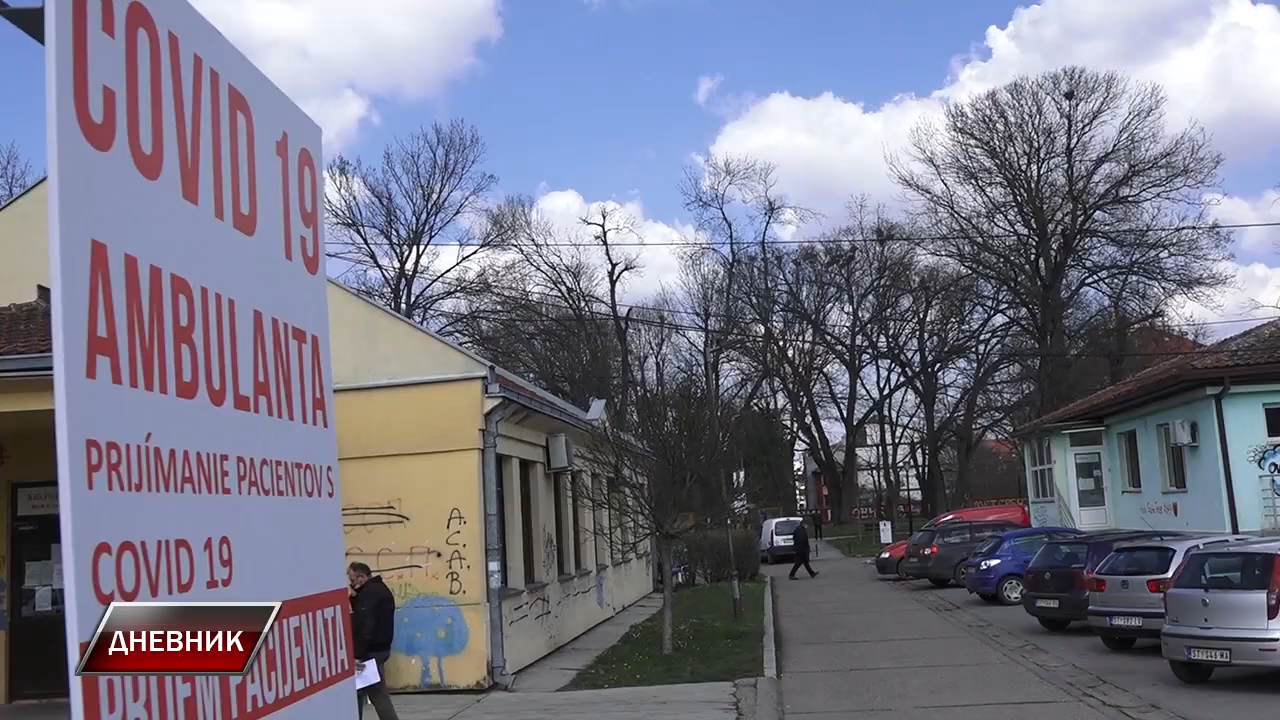 COVID 19
AMBULANTA
PRIJÍMANIE PACIENTOV S
COVID 19
PRIJEM PACIJENATA
ДНЕВНИК
A.
C.
A.
B.